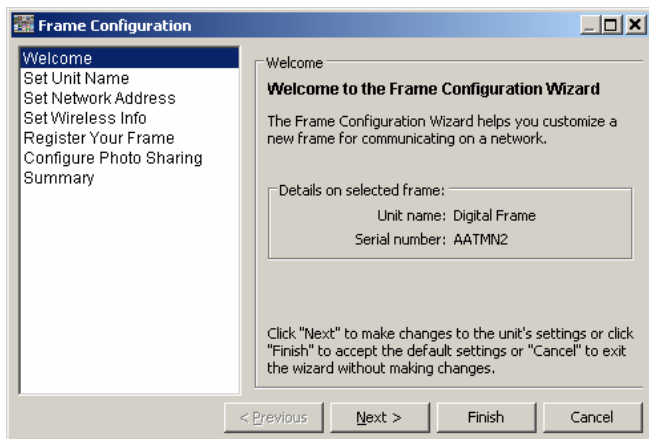 Frame Configuration
Welcome
Set Unit Name
Set Network Address
Set Wireless Info
Register Your Frame
Configure Photo Sharing
Summary
Welcome
Welcome to the Frame Configuration Wizard
The Frame Configuration Wizard helps you customize a
new frame for communicating on a network.
Details on selected frame:
Unit name: Digital Frame
Serial number: AATMN2
Click "Next" to make changes to the unit's settings or click
"Finish" to accept the default settings or "Cancel" to exit
the wizard without making changes.
< Previous Next > Finish Cancel